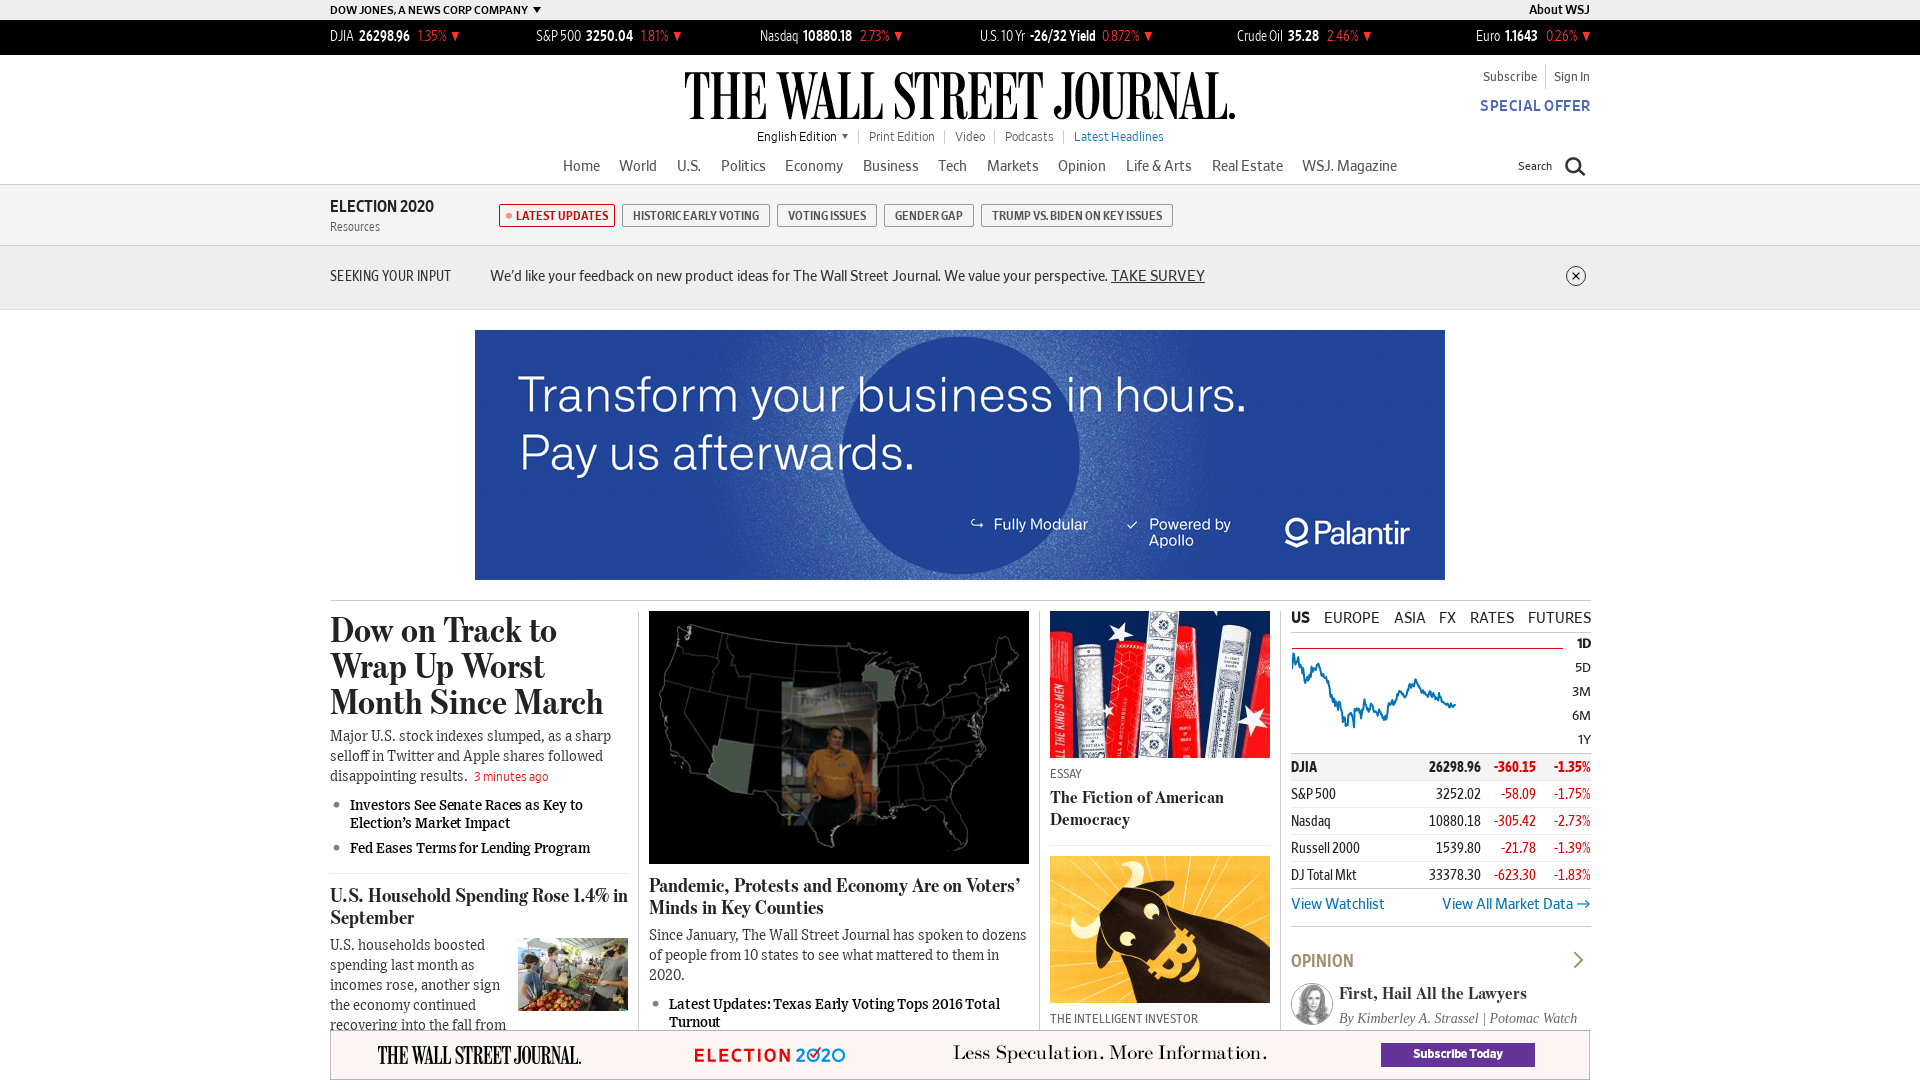 DOW JONES, A NEWS CORP COMPANY
About WSJ
DJIA 26298.96 1.35%
S&P 500 3250.04 1.81%
Nasdaq 10880.18 2.73%
U.S. 10 Yr -26/32 Yield 0.872%
Crude Oil 35.28 2.46%
Euro 1.1643 0.26%
THE WALL STREET JOURNAL.
Subscribe
Sign In
SPECIAL OFFER
English Edition
Print Edition
Video
Podcasts
Latest Headlines
Home World U.S. Politics Economy Business Tech Markets Opinion Life & Arts Real Estate WSJ. Magazine
Search
ELECTION 2020
Resources
LATEST UPDATES
HISTORIC EARLY VOTING
VOTING ISSUES
GENDER GAP
TRUMP VS. BIDEN ON KEY ISSUES
SEEKING YOUR INPUT
We’d like your feedback on new product ideas for The Wall Street Journal. We value your perspective. TAKE SURVEY
Transform your business in hours.
Pay us afterwards.
Fully Modular
Powered by
Apollo
Palantir
Dow on Track to
Wrap Up Worst
Month Since March
Major U.S. stock indexes slumped, as a sharp
selloff in Twitter and Apple shares followed
disappointing results. 3 minutes ago
Investors See Senate Races as Key to
Election’s Market Impact
Fed Eases Terms for Lending Program
U.S. Household Spending Rose 1.4% in
September
U.S. households boosted
spending last month as
incomes rose, another sign
the economy continued
recovering into the fall from
Pandemic, Protests and Economy Are on Voters’
Minds in Key Counties
Since January, The Wall Street Journal has spoken to dozens
of people from 10 states to see what mattered to them in
2020.
Latest Updates: Texas Early Voting Tops 2016 Total
Turnout
ALL THE KING'S MEN
ESSAY
The Fiction of American
Democracy
THE INTELLIGENT INVESTOR
US EUROPE ASIA FX RATES FUTURES
1D
5D
3M
6M
1Y
DJIA 26298.96 -360.15 -1.35%
S&P 500 3252.02 -58.09 -1.75%
Nasdaq 10880.18 -305.42 -2.73%
Russell 2000 1539.80 -21.78 -1.39%
DJ Total Mkt 33378.30 -623.30 -1.83%
View Watchlist
View All Market Data
OPINION
First, Hail All the Lawyers
By Kimberley A. Strassel | Potomac Watch
THE WALL STREET JOURNAL.
ELECTION 2020
Less Speculation. More Information.
Subscribe Today